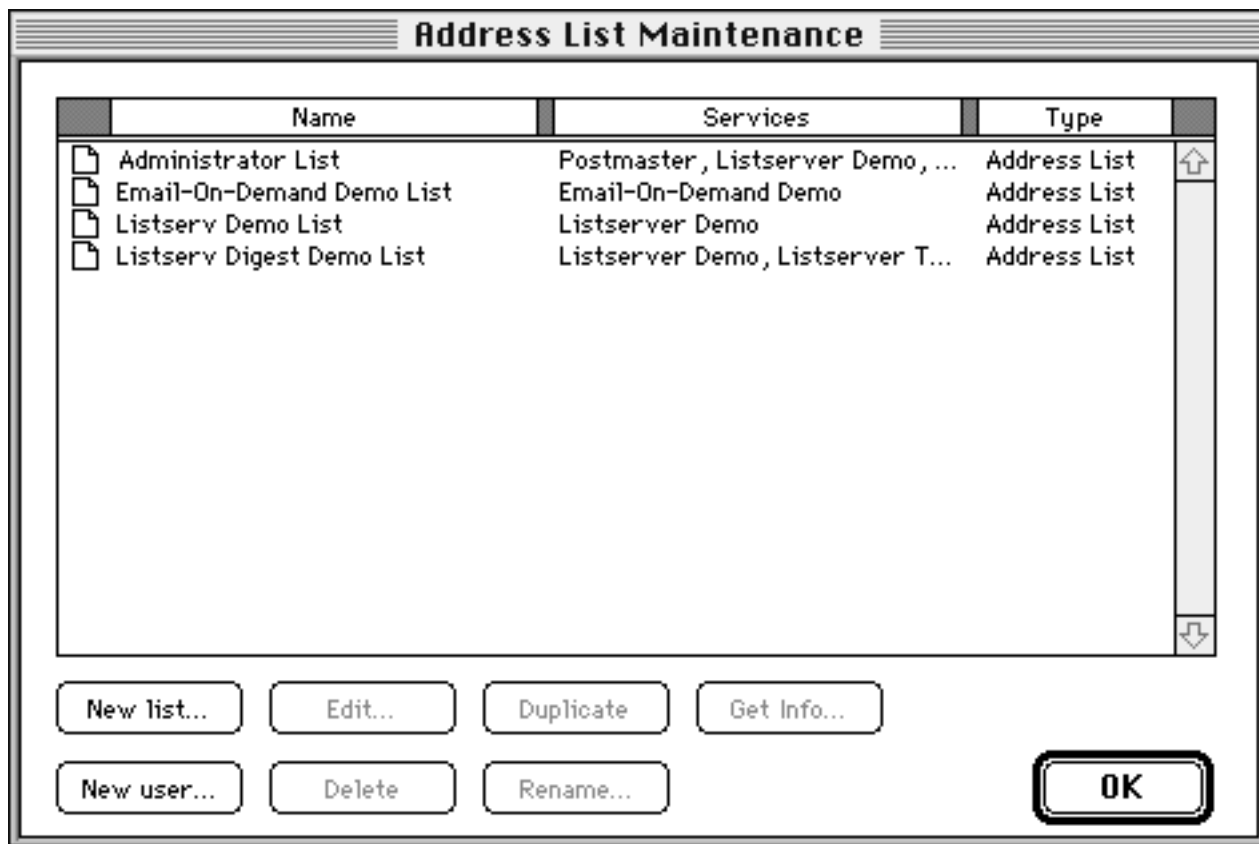 Address List Maintenance
Name Services Type
Administrator List Postmaster, Listserver Demo, ... Address List
Email-On-Demand Demo List Email-On-Demand Demo Address List
Listserv Demo List Listserver Demo Address List
Listserv Digest Demo List Listserver Demo, Listserver T... Address List
New list... Edit... Duplicate Get Info...
New user... Delete Rename... OK